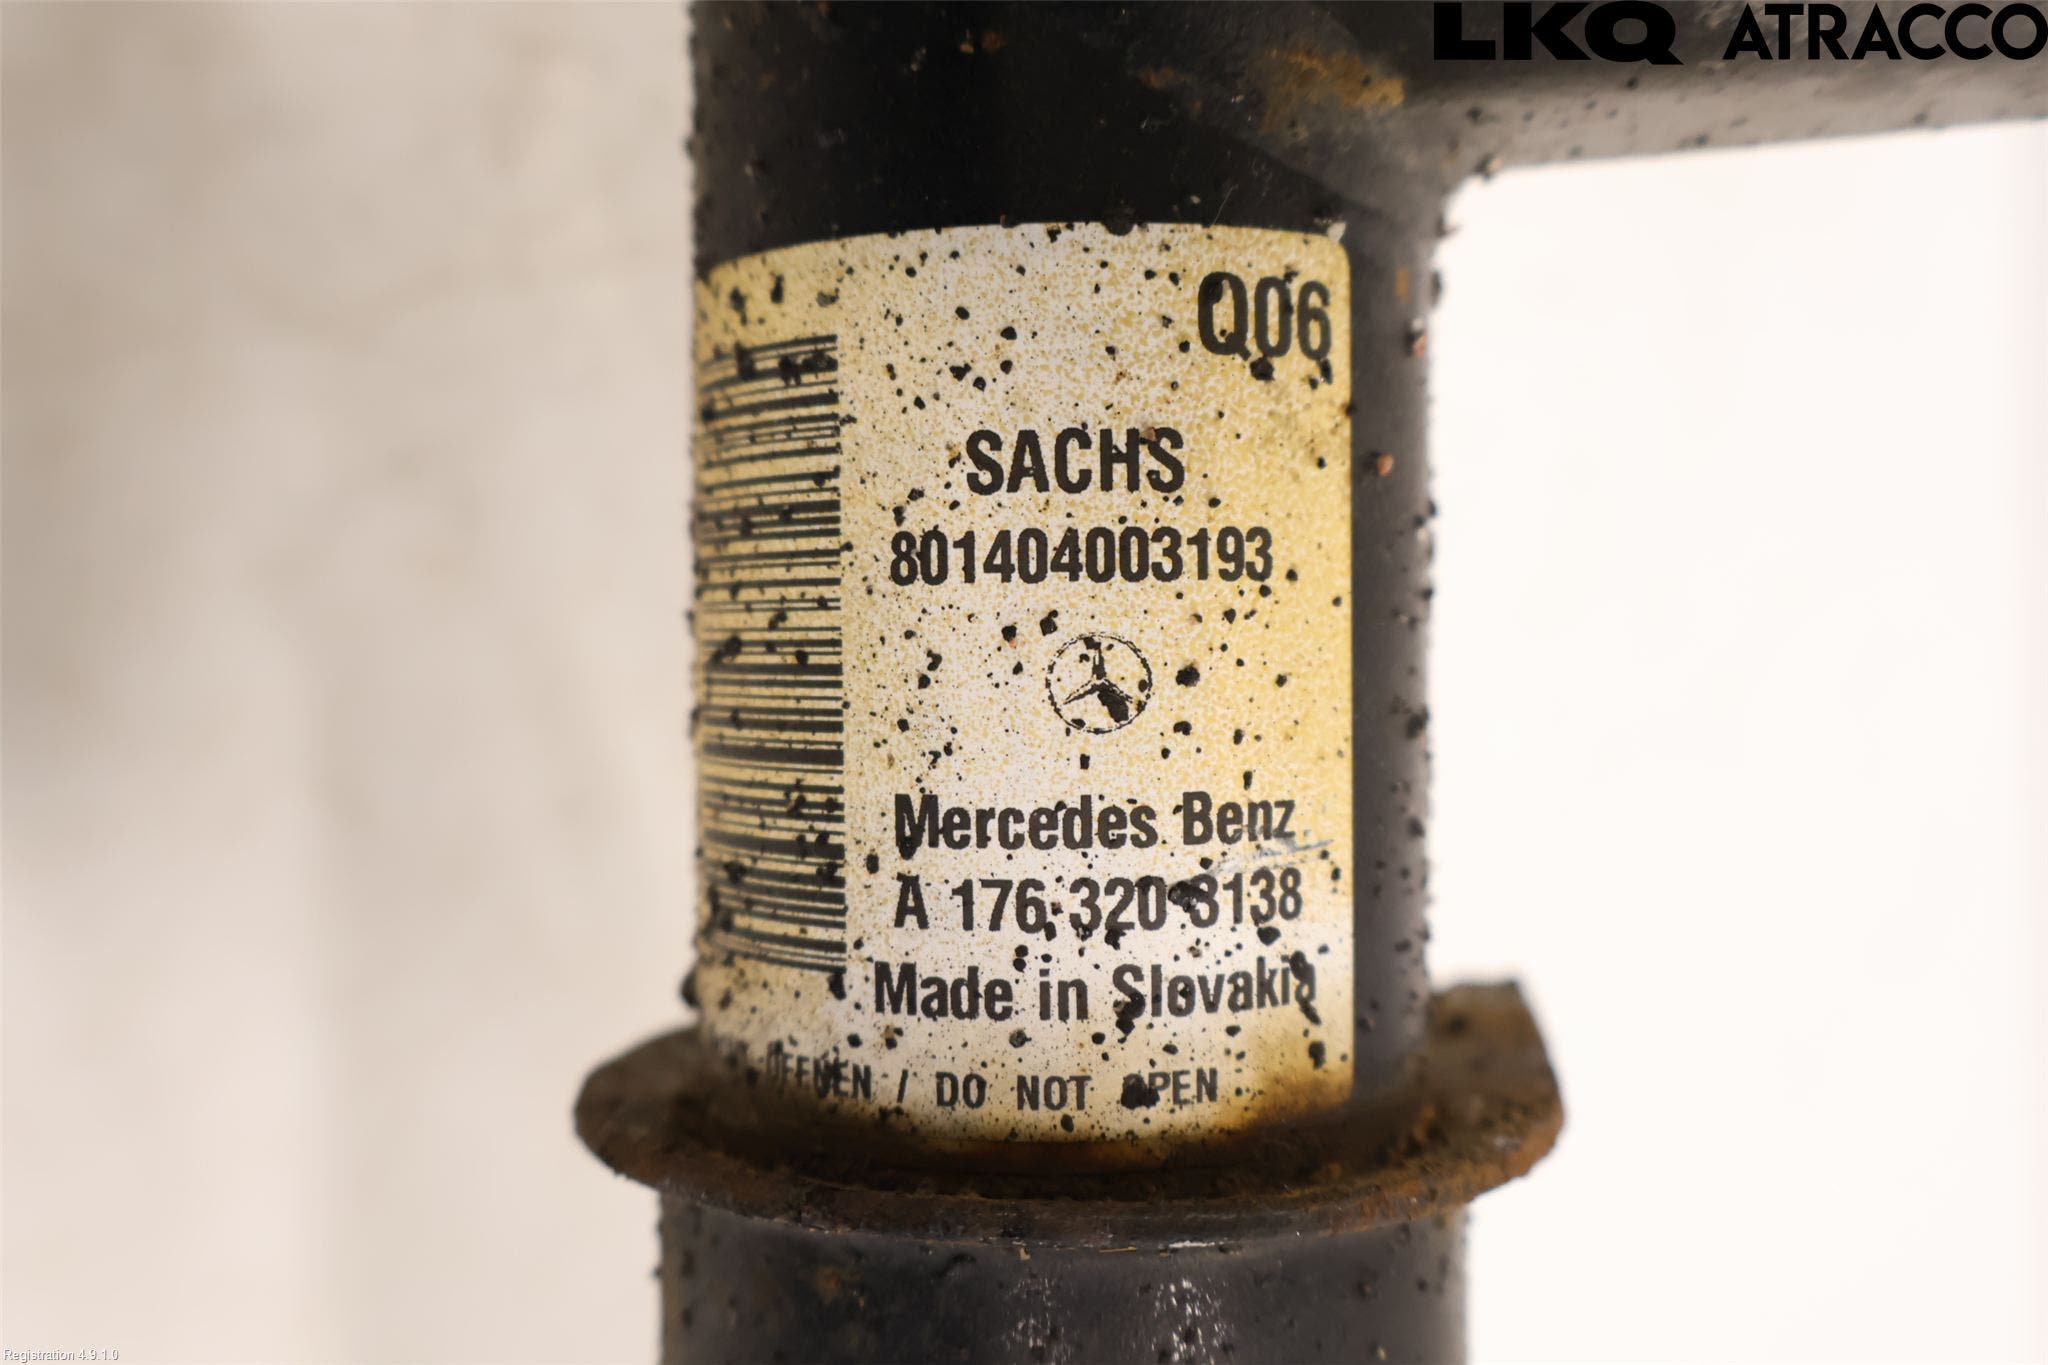 LKQ ATRACCO
Q06
SACHS
801404003193
Mercedes Benz
A 176 320 3138
Made in Slovakia
ÖFFNEN / DO NOT OPEN
Registration 4.9.1.0